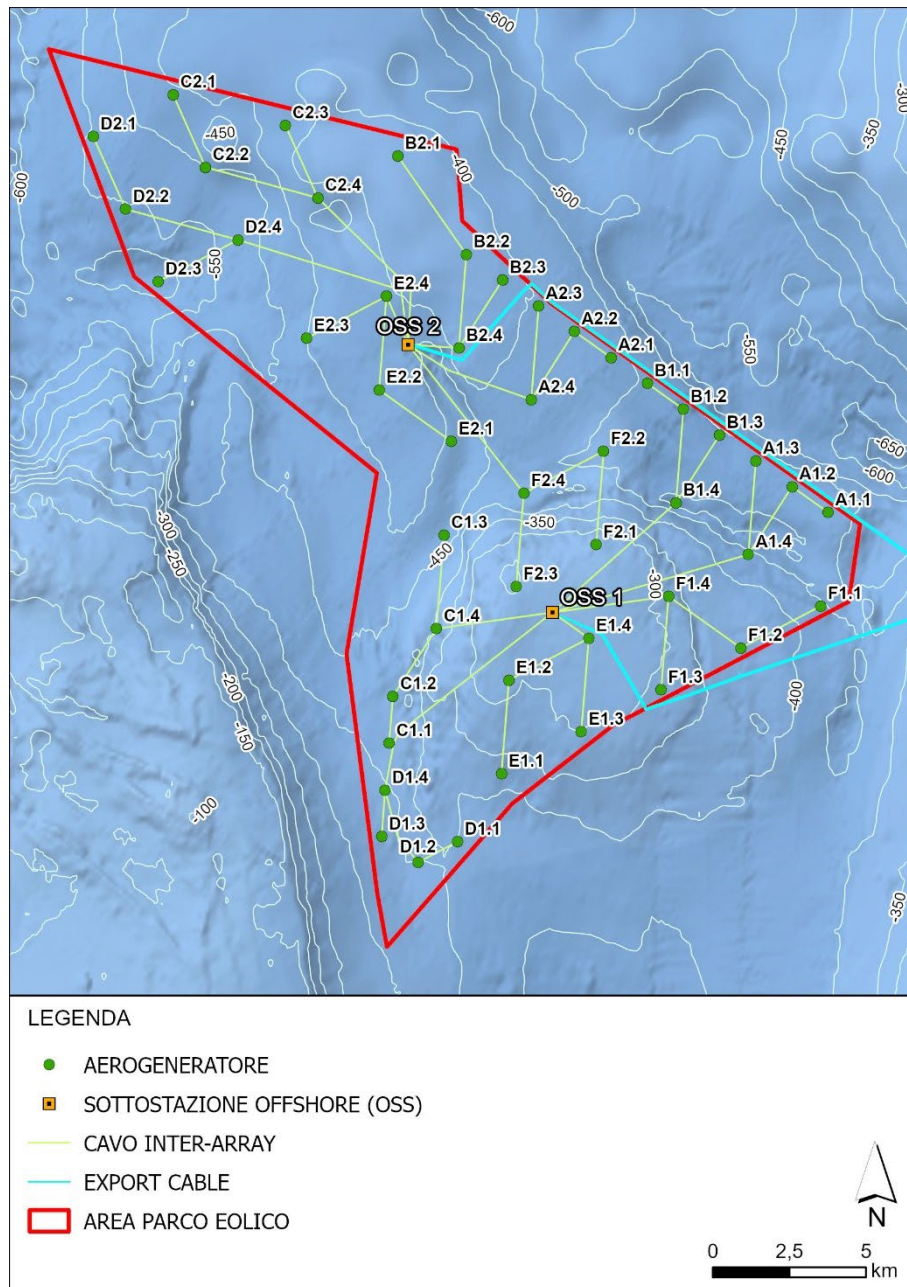 -600
-300
C2.1
C2.3
D2.1
-450
-450
-350
B2.1
C2.2
-400
-600
C2.4
-500
D2.2
D2.4
B2.2
-550
D2.3
B2.3
E2.4
A2.3
A2.2
OSS 2
E2.3
B2.4
A2.1
-550
B1.1
E2.2
A2.4
B1.2
B1.3
E2.1
F2.2
-650
A1.3
-600
A1.2
F2.4
B1.4
A1.1
-300
-350
C1.3
-250
-450
F2.1
A1.4
F2.3
-300
F1.4
OSS 1
F1.1
C1.4
E1.4
F1.2
-200
C1.2
E1.2
F1.3
-400
-150
C1.1
E1.3
E1.1
D1.4
-100
D1.3
D1.1
D1.2
-350
LEGENDA
AEROGENERATORE
SOTTOSTAZIONE OFFSHORE (OSS)
CAVO INTER-ARRAY
EXPORT CABLE
AREA PARCO EOLICO
N
0 2,5 5
km